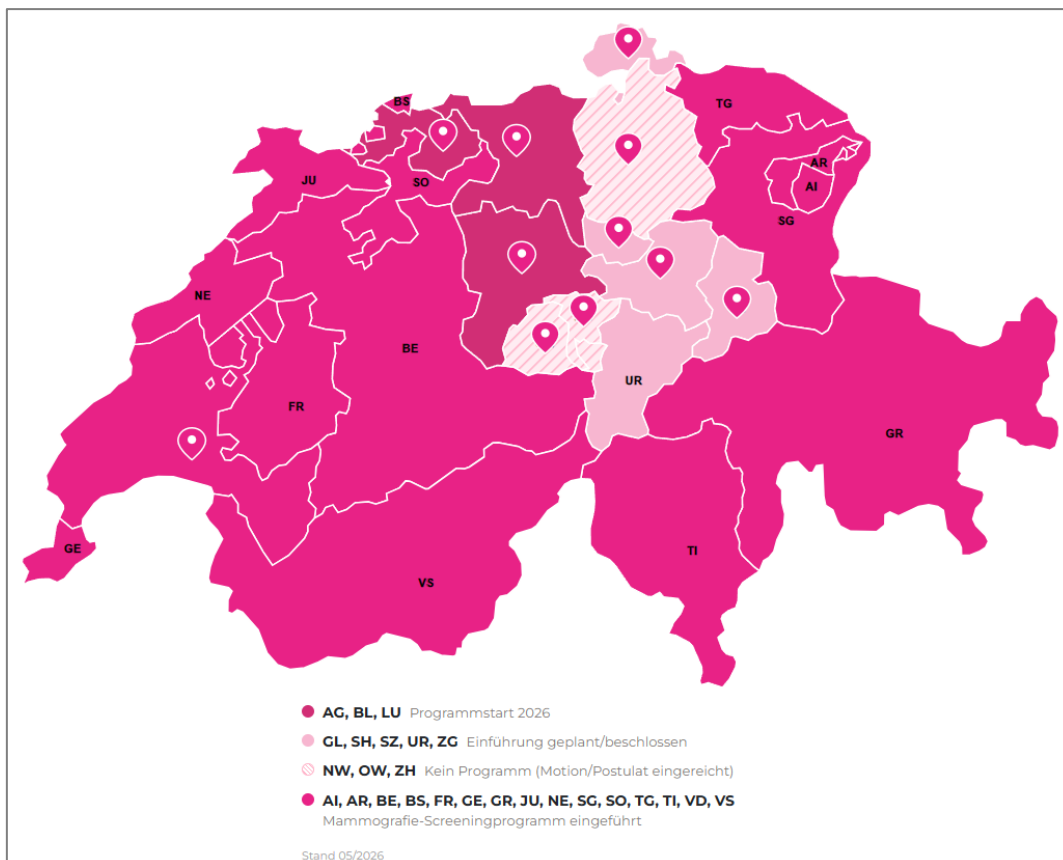 BS
TG
AR
JU
SO
AI
SG
NE
BE
UR
FR
GR
GE
TI
VS
AG, BL, LU Programmstart 2026
GL, SH, SZ, UR, ZG Einführung geplant/beschlossen
NW, OW, ZH Kein Programm (Motion/Postulat eingereicht)
AI, AR, BE, BS, FR, GE, GR, JU, NE, SG, SO, TG, TI, VD, VS
Mammografie-Screeningprogramm eingeführt
Stand 05/2026